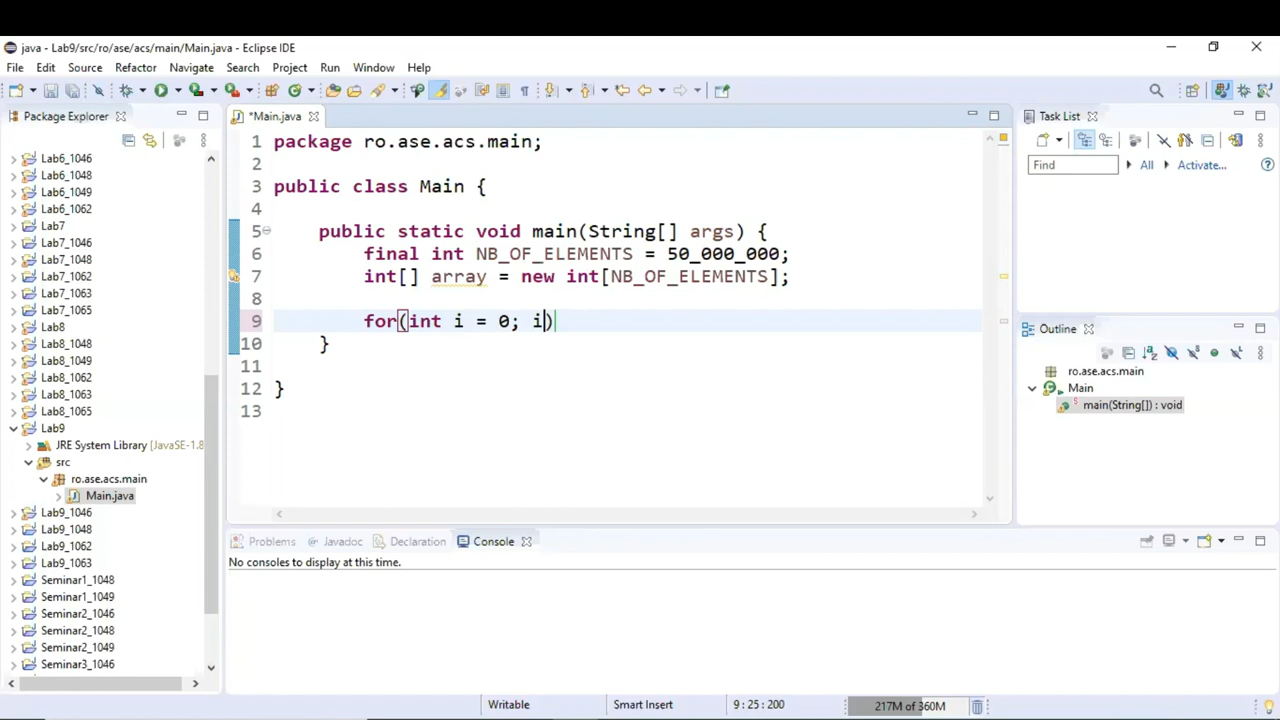 java - Lab9/src/ro/ase/acs/main/Main.java - Eclipse IDE
File Edit Source Refactor Navigate Search Project Run Window Help
Package Explorer
*Main.java
Task List
Lab6_1046
Lab6_1048
Lab6_1049
Lab6_1062
Lab7
Lab7_1046
Lab7_1048
Lab7_1062
Lab7_1063
Lab7_1065
Lab8
Lab8_1048
Lab8_1049
Lab8_1062
Lab8_1063
Lab8_1065
Lab9
JRE System Library [JavaSE-1.8
src
ro.ase.acs.main
Main.java
Lab9_1046
Lab9_1048
Lab9_1062
Lab9_1063
Seminar1_1048
Seminar1_1049
Seminar2_1046
Seminar2_1048
Seminar2_1049
Seminar3_1046
1 package ro.ase.acs.main;
2
3 public class Main {
4
5 public static void main(String[] args) {
6 final int NB_OF_ELEMENTS = 50_000_000;
7 int[] array = new int[NB_OF_ELEMENTS];
8
9 for(int i = 0; i)
10 }
11
12 }
13
Find All Activate...
Outline
ro.ase.acs.main
Main
main(String[]) : void
Problems Javadoc Declaration Console
No consoles to display at this time.
Writable Smart Insert 9 : 25 : 200 217M of 360M